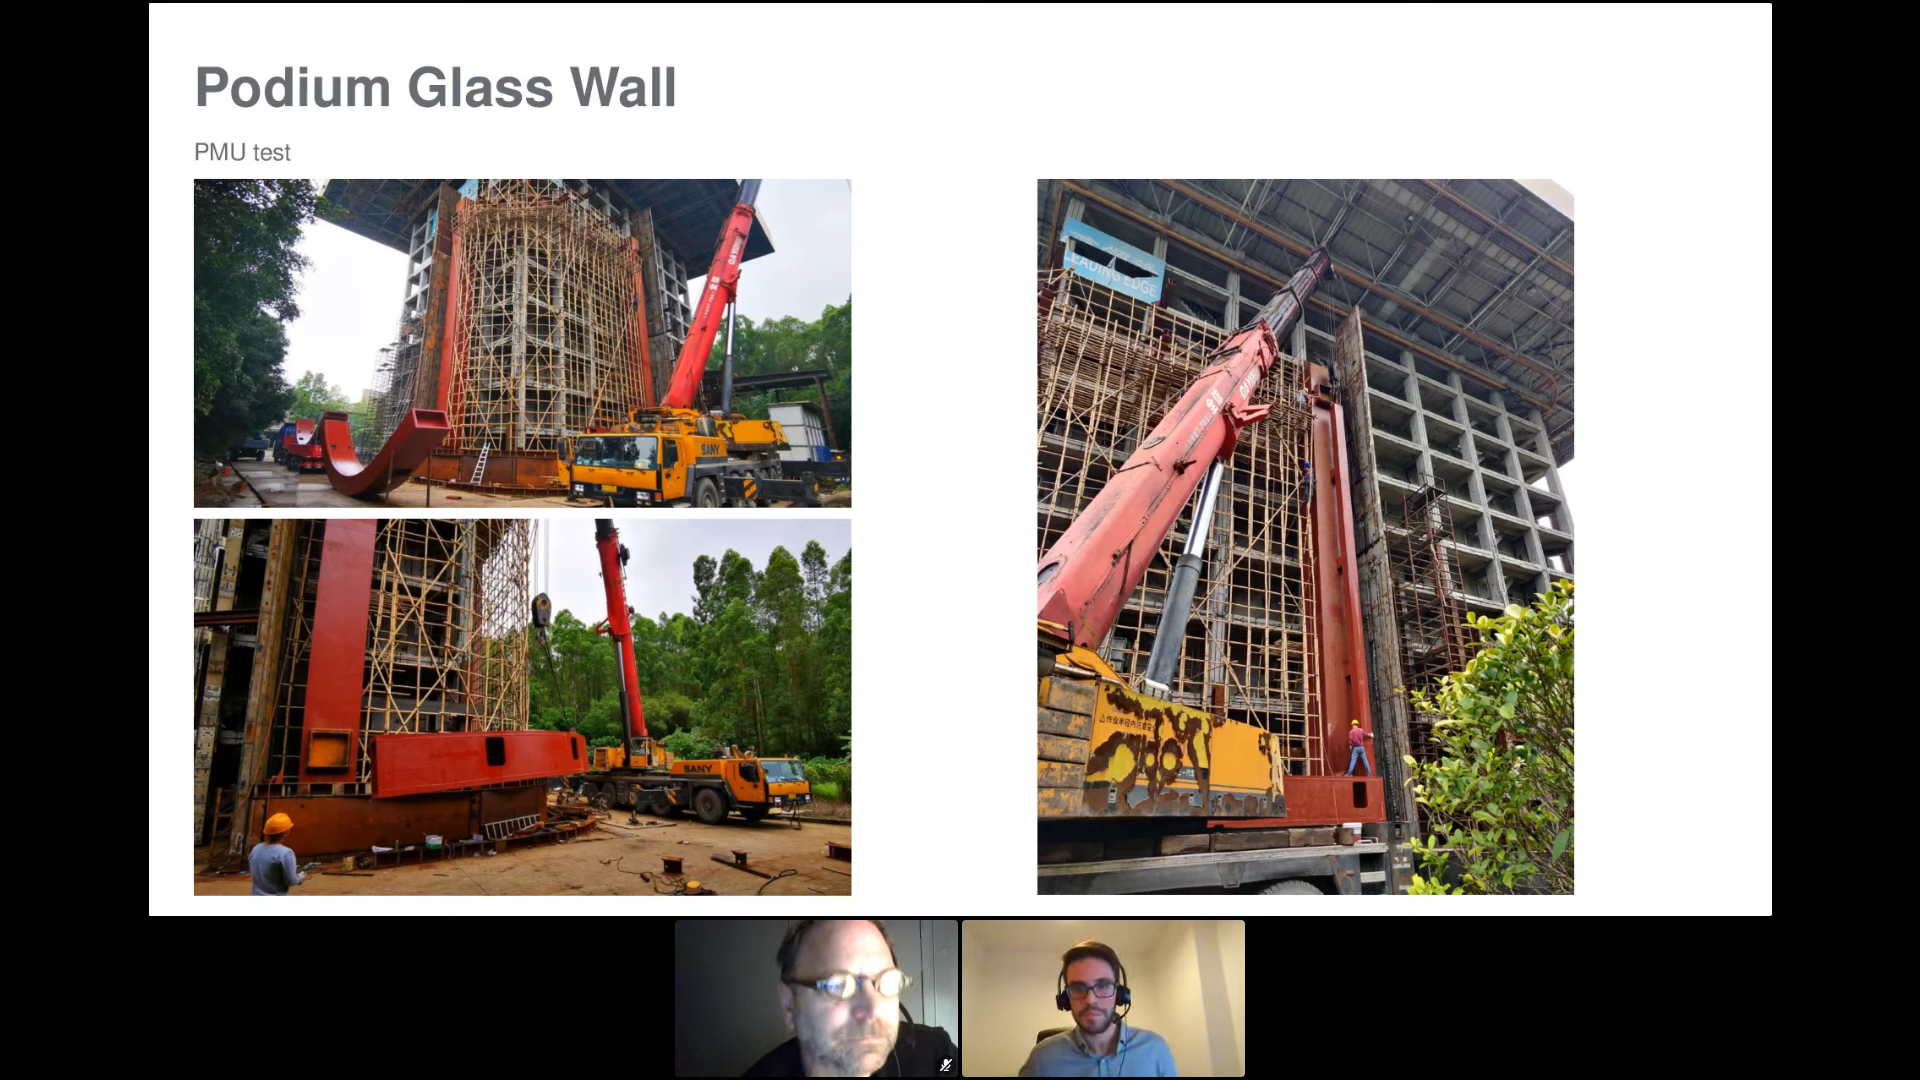 Podium Glass Wall
PMU test
SANY
SANY
LEADING EDGE